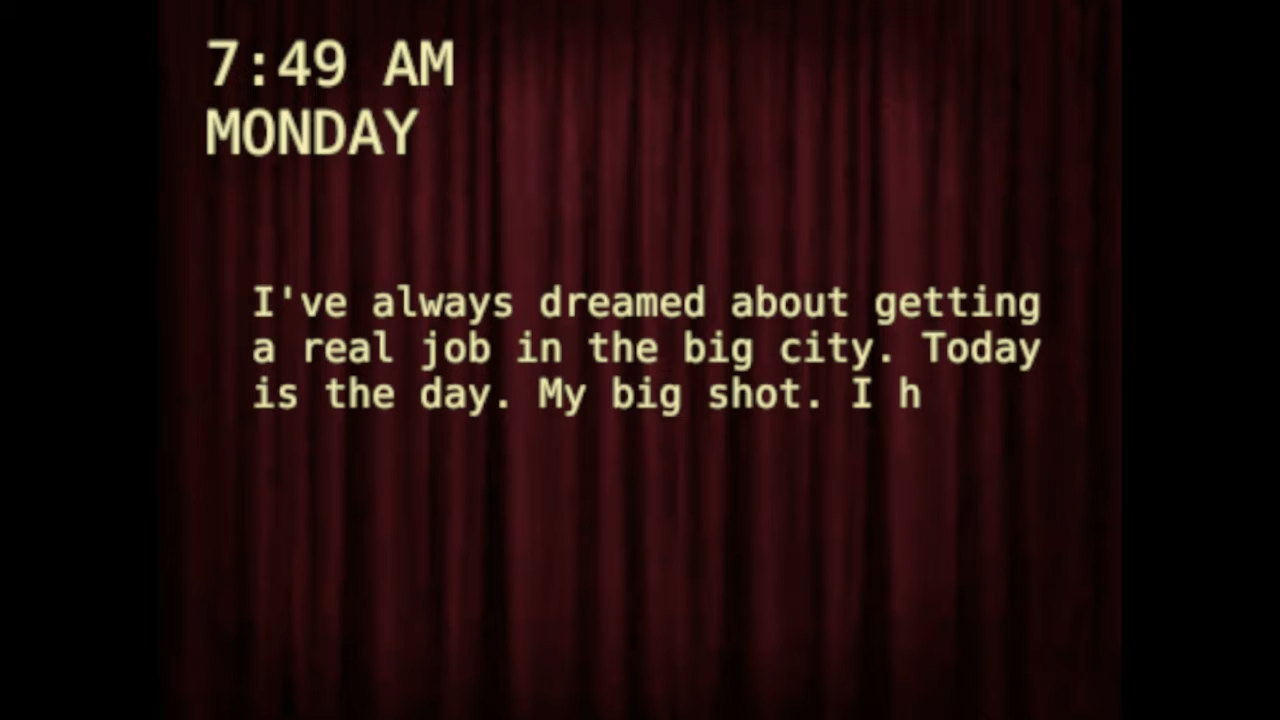 7:49 AM
MONDAY
I've always dreamed about getting
a real job in the big city. Today
is the day. My big shot. I h